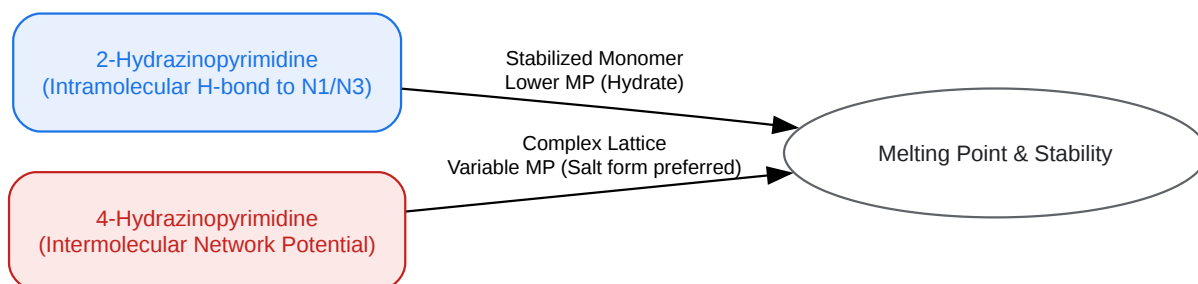 2-Hydrazinopyrimidine
(Intramolecular H-bond to N1/N3)
Stabilized Monomer
Lower MP (Hydrate)
Complex Lattice
Variable MP (Salt form preferred)
Melting Point & Stability
4-Hydrazinopyrimidine
(Intermolecular Network Potential)